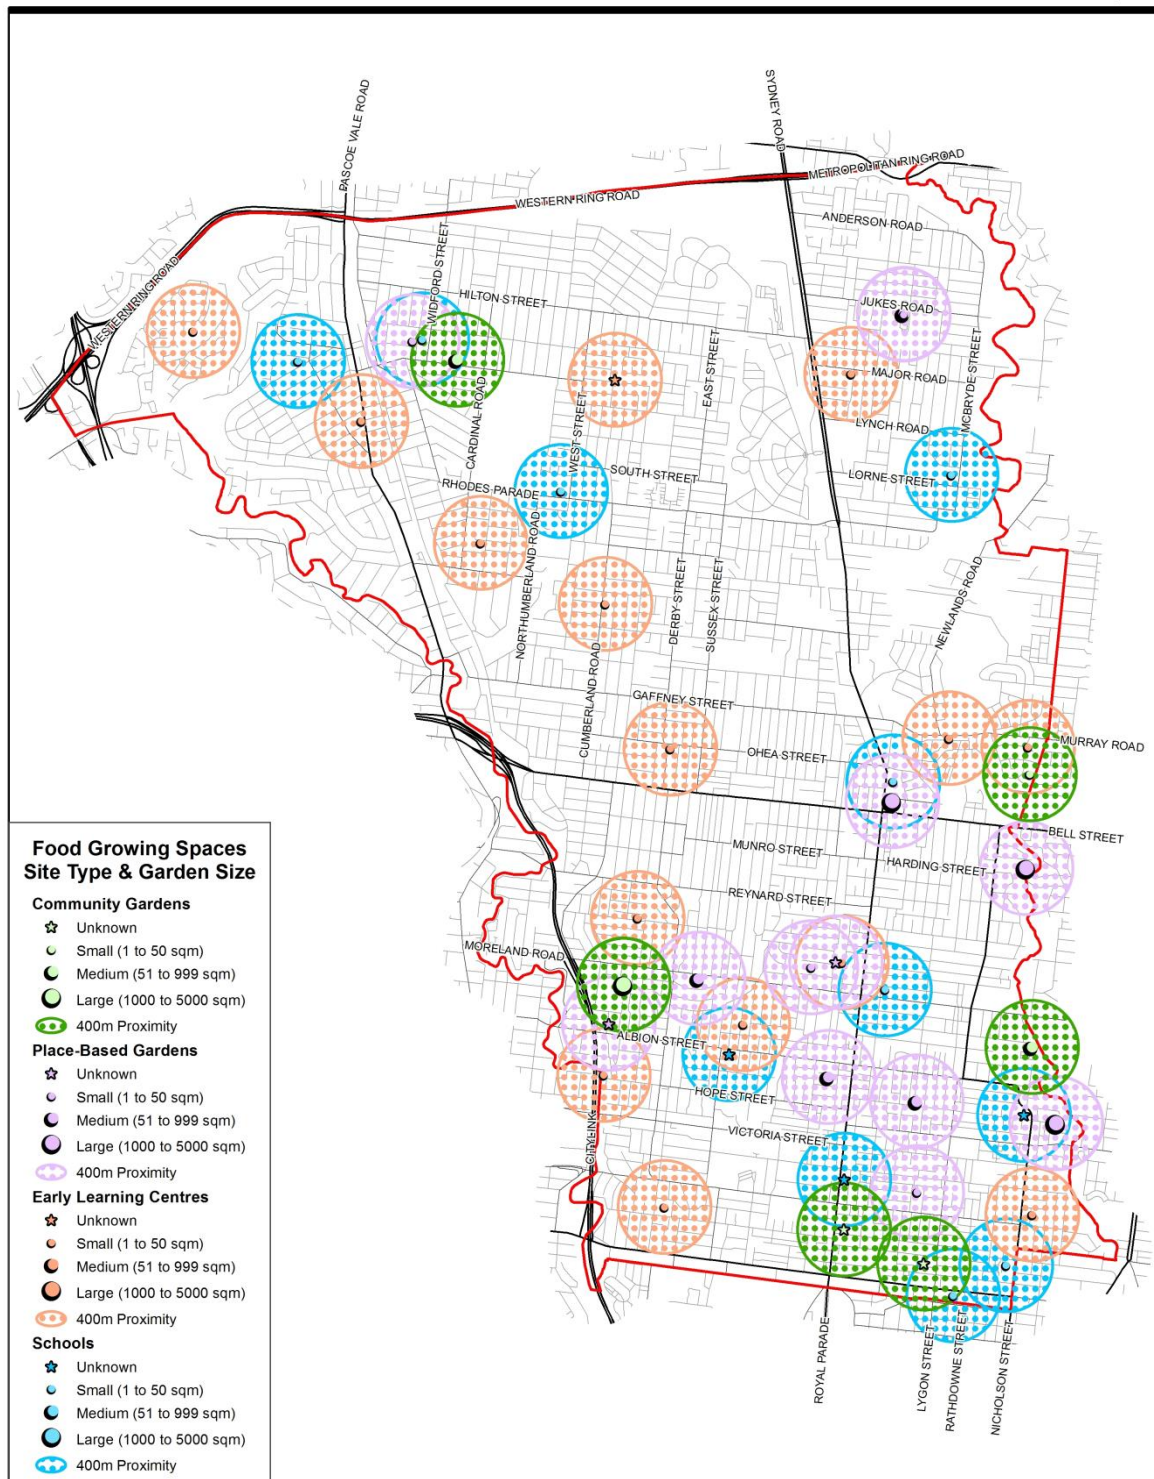 SYDNEY ROAD
PASCOE VALE ROAD
METROPOLITAN RING ROAD
WESTERN RING ROAD
ANDERSON ROAD
WIDFORD STREET
WESTERN RING ROAD
HILTON STREET
JUKES ROAD
EAST STREET
MCBRYDE STREET
MAJOR ROAD
CARDINAL ROAD
WEST STREET
LYNCH ROAD
SOUTH STREET
LORNE STREET
RHODES PARADE
NORTHUMBERLAND ROAD
DERBY STREET
SUSSEX STREET
NEWLANDS ROAD
CUMBERLAND ROAD
GAFFNEY STREET
OHEA STREET
MURRAY ROAD
BELL STREET
MUNRO STREET
HARDING STREET
REYNARD STREET
MORELAND ROAD
ALBION STREET
HOPE STREET
VICTORIA STREET
CITYLINK
ROYAL PARADE
LYGON STREET
RATHDOWNE STREET
NICHOLSON STREET
Food Growing Spaces
Site Type & Garden Size
Community Gardens
Unknown
Small (1 to 50 sqm)
Medium (51 to 999 sqm)
Large (1000 to 5000 sqm)
400m Proximity
Place-Based Gardens
Unknown
Small (1 to 50 sqm)
Medium (51 to 999 sqm)
Large (1000 to 5000 sqm)
400m Proximity
Early Learning Centres
Unknown
Small (1 to 50 sqm)
Medium (51 to 999 sqm)
Large (1000 to 5000 sqm)
400m Proximity
Schools
Unknown
Small (1 to 50 sqm)
Medium (51 to 999 sqm)
Large (1000 to 5000 sqm)
400m Proximity